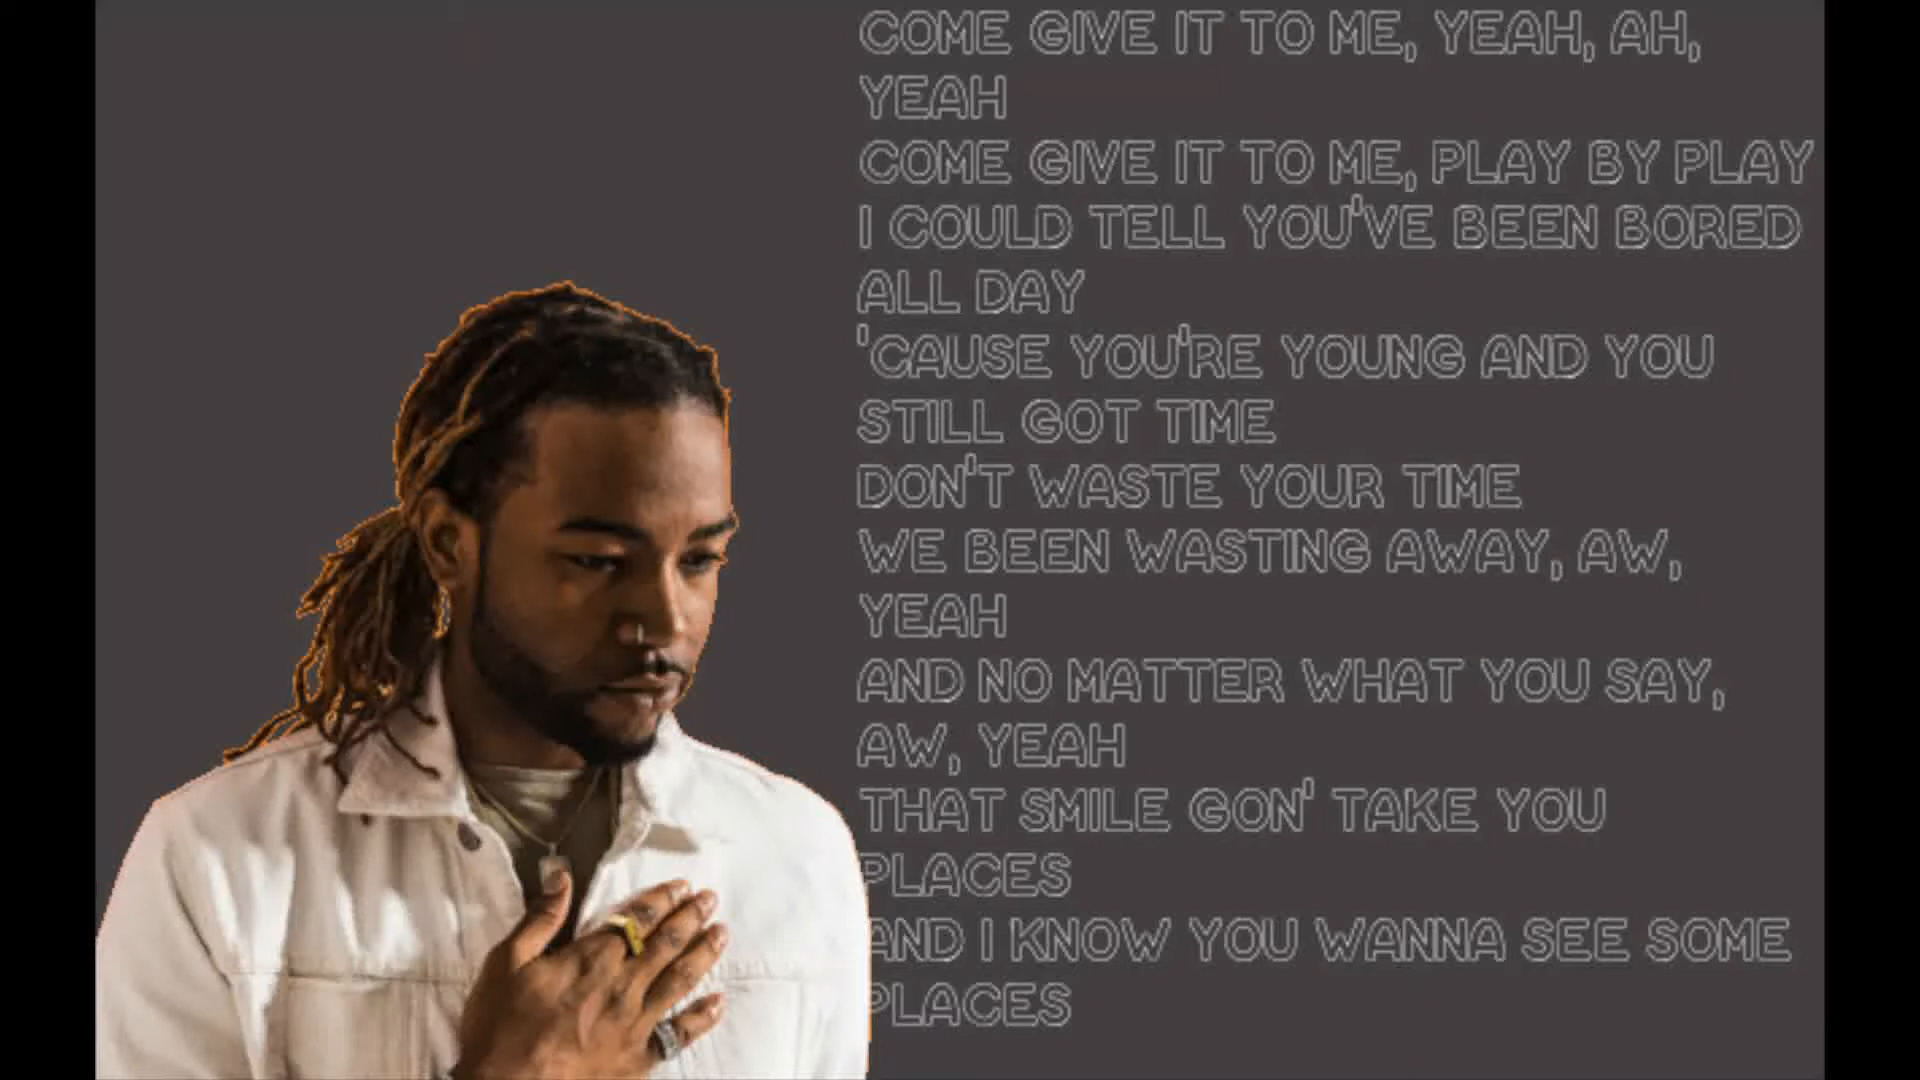 COME GIVE IT TO ME, YEAH, AH,
YEAH
COME GIVE IT TO ME, PLAY BY PLAY
I COULD TELL YOU'VE BEEN BORED
ALL DAY
'CAUSE YOU'RE YOUNG AND YOU
STILL GOT TIME
DON'T WASTE YOUR TIME
WE BEEN WASTING AWAY, AW,
YEAH
AND NO MATTER WHAT YOU SAY,
AW, YEAH
THAT SMILE GON' TAKE YOU
PLACES
AND I KNOW YOU WANNA SEE SOME
PLACES